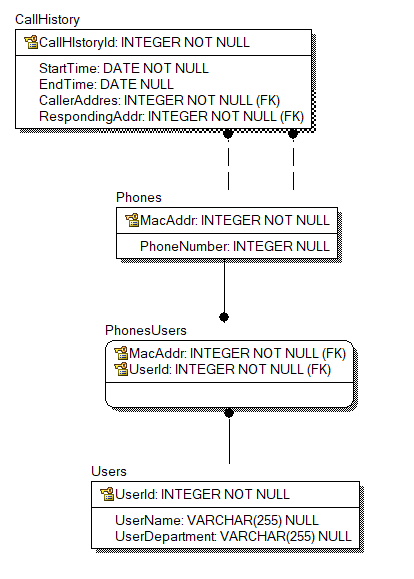 CallHistory
CallHIstoryId: INTEGER NOT NULL
StartTime: DATE NOT NULL
EndTime: DATE NULL
CallerAddres: INTEGER NOT NULL (FK)
RespondingAddr: INTEGER NOT NULL (FK)
Phones
MacAddr: INTEGER NOT NULL
PhoneNumber: INTEGER NULL
PhonesUsers
MacAddr: INTEGER NOT NULL (FK)
UserId: INTEGER NOT NULL (FK)
Users
UserId: INTEGER NOT NULL
UserName: VARCHAR(255) NULL
UserDepartment: VARCHAR(255) NULL